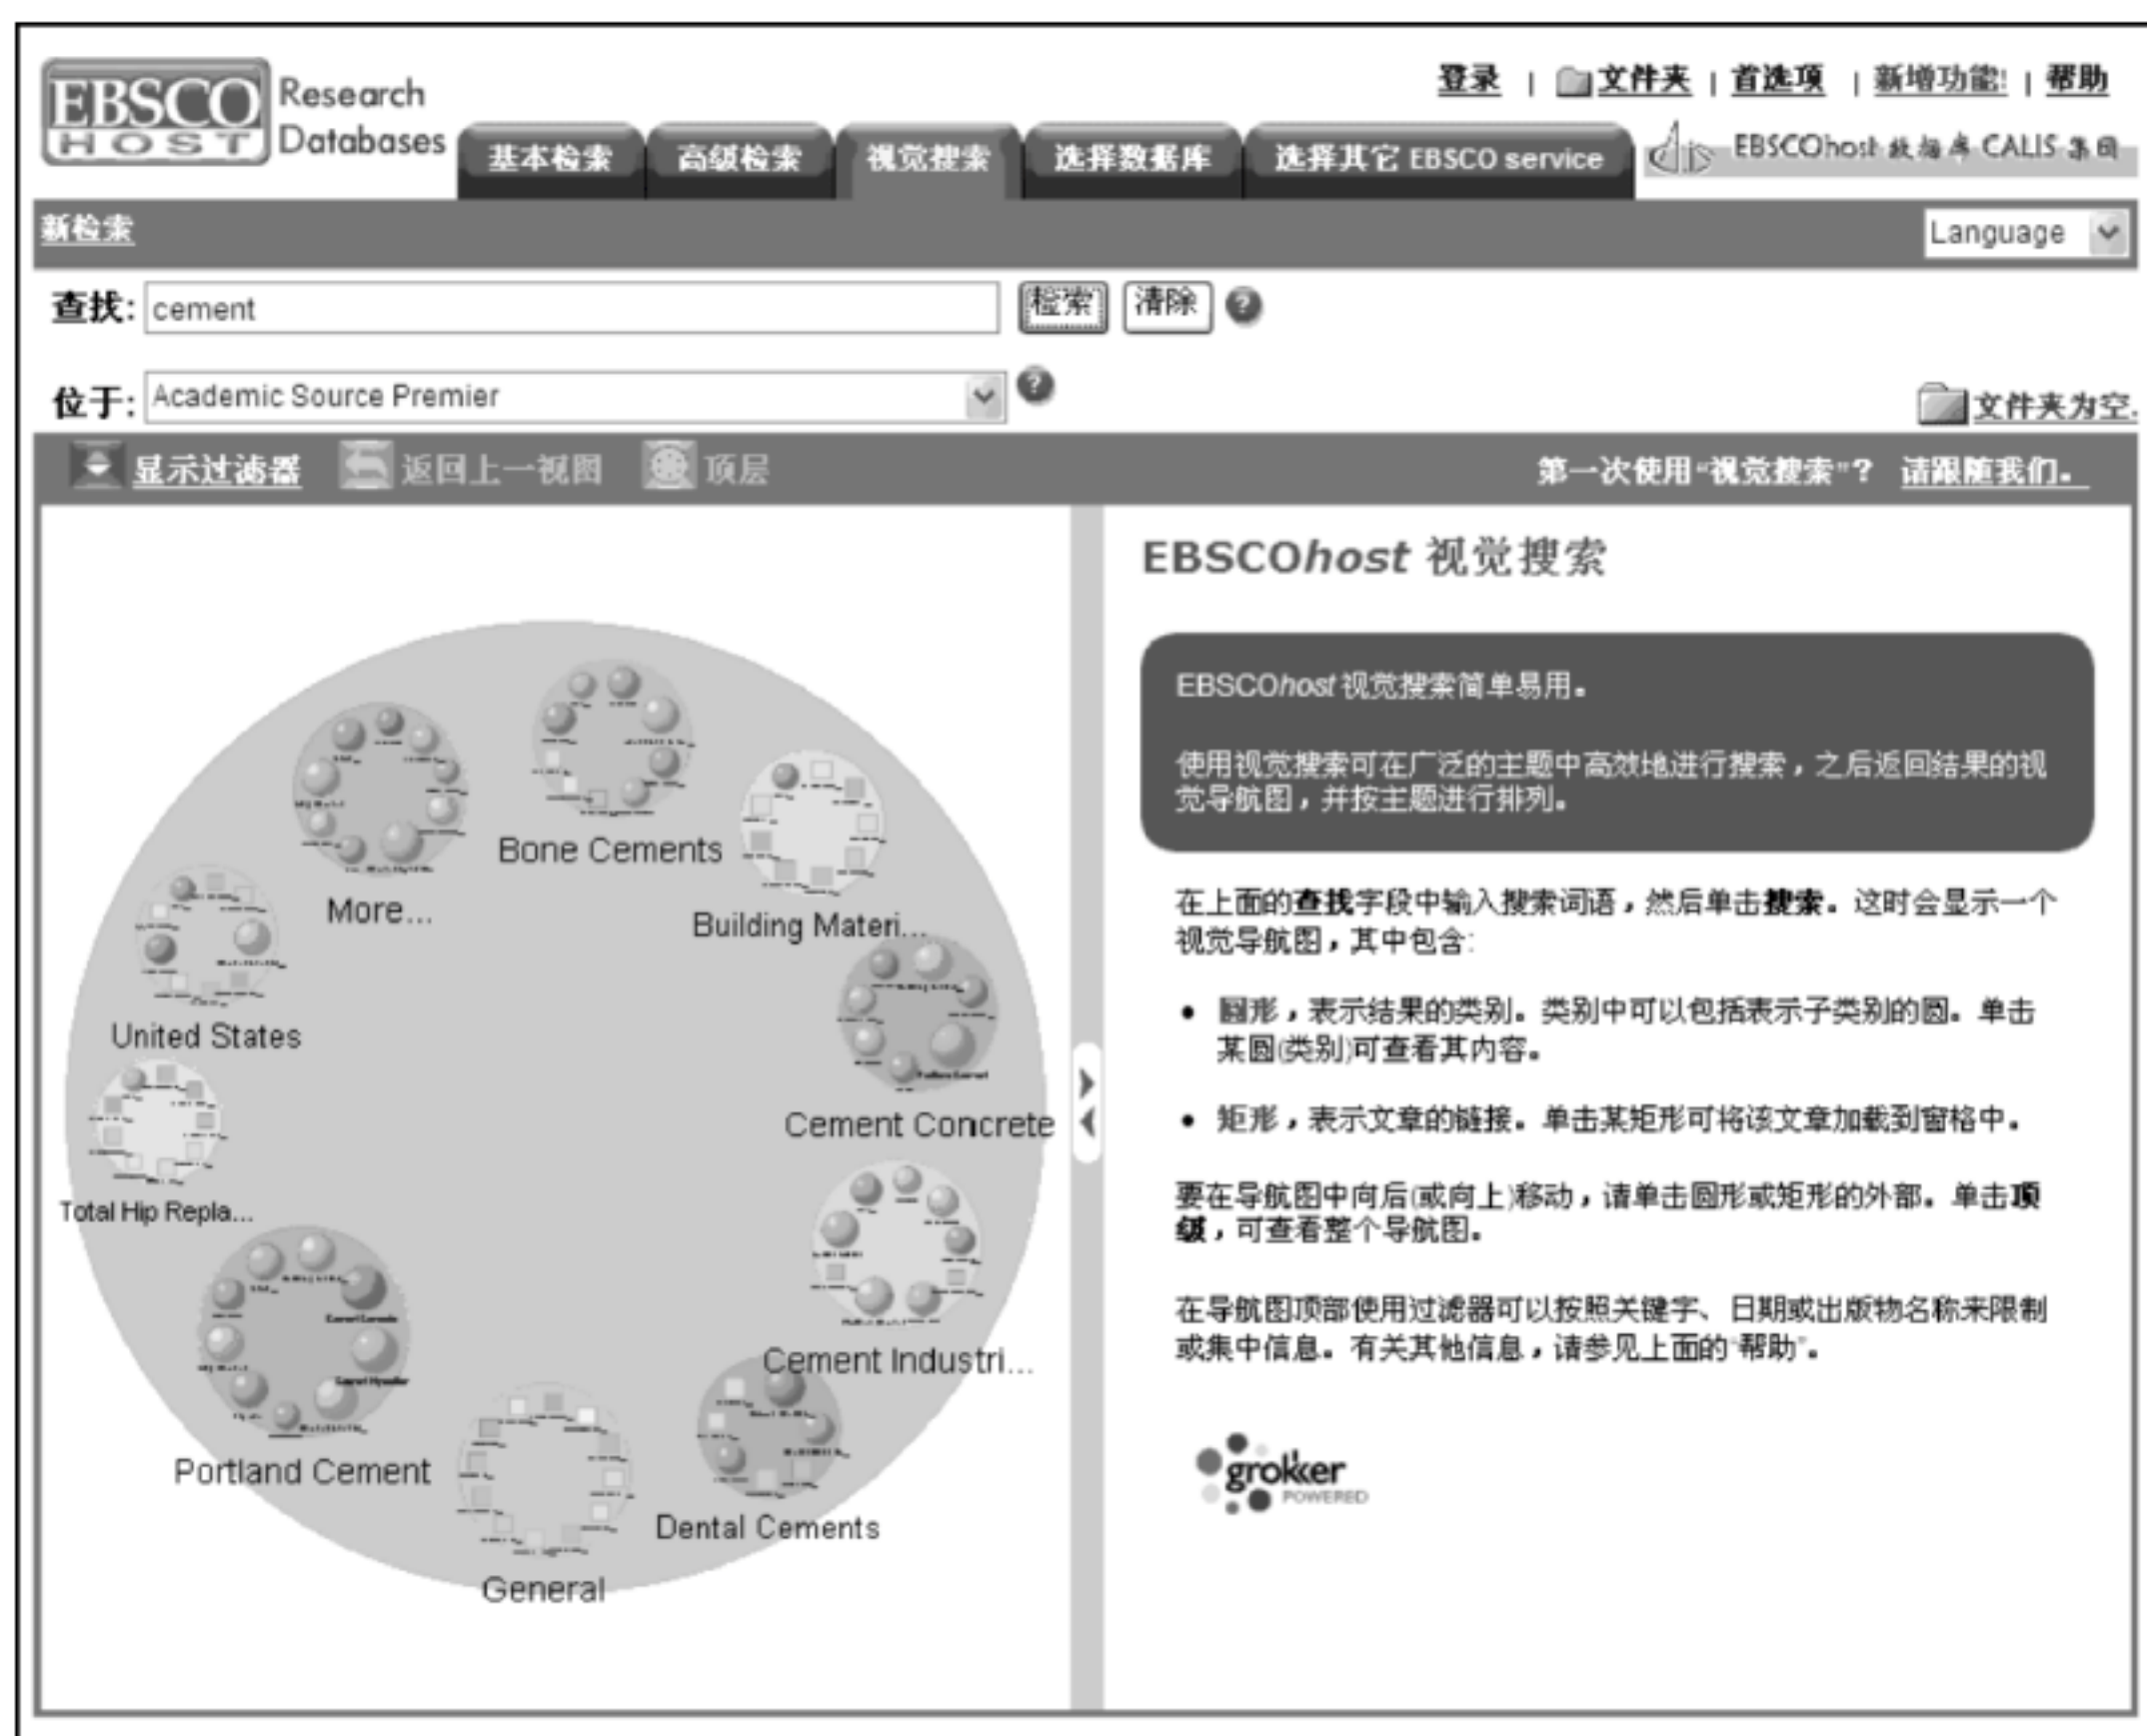 EBSCO HOST
Research
Databases
登录 | 文件夹 | 首选项 | 新增功能! | 帮助
基本检索 高级检索 视觉搜索 选择数据库 选择其它 EBSCO service
EBSCOhost 数据库 CALIS 集团
新检索
Language
查找: cement 检索 清除 ?
位于: Academic Source Premier ?
文件夹为空.
显示过滤器 返回上一视图 顶层
第一次使用“视觉搜索”? 请跟随我们。
Bone Cements
Building Materi...
Cement Concrete
Cement Industri...
Dental Cements
General
Portland Cement
Total Hip Repla...
United States
More...
EBSCOhost 视觉搜索
EBSCOhost 视觉搜索简单易用。
使用视觉搜索可在广泛的主题中高效地进行搜索，之后返回结果的视
觉导航图，并按主题进行排列。
在上面的查找字段中输入搜索词语，然后单击搜索。这时会显示一个
视觉导航图，其中包含:
• 圆形，表示结果的类别。类别中可以包括表示子类别的圆。单击
某圆(类别)可查看其内容。
• 矩形，表示文章的链接。单击某矩形可将该文章加载到窗格中。
要在导航图中向后(或向上)移动，请单击圆形或矩形的外部。单击顶
级，可查看整个导航图。
在导航图顶部使用过滤器可以按照关键字、日期或出版物名称来限制
或集中信息。有关其他信息，请参见上面的“帮助”。
grokker
POWERED